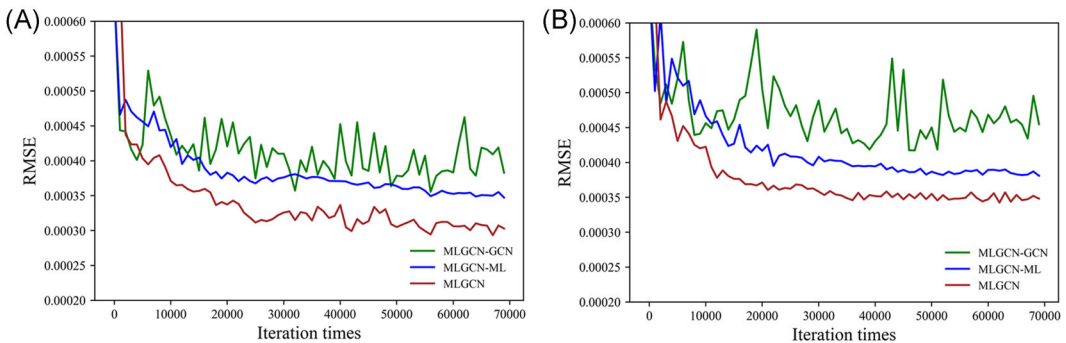 (A)
RMSE
0.00060
0.00055
0.00050
0.00045
0.00040
0.00035
0.00030
0.00025
0.00020
MLGCN-GCN
MLGCN-ML
MLGCN
0 10000 20000 30000 40000 50000 60000 70000
Iteration times
(B)
RMSE
0.00060
0.00055
0.00050
0.00045
0.00040
0.00035
0.00030
0.00025
0.00020
MLGCN-GCN
MLGCN-ML
MLGCN
0 10000 20000 30000 40000 50000 60000 70000
Iteration times